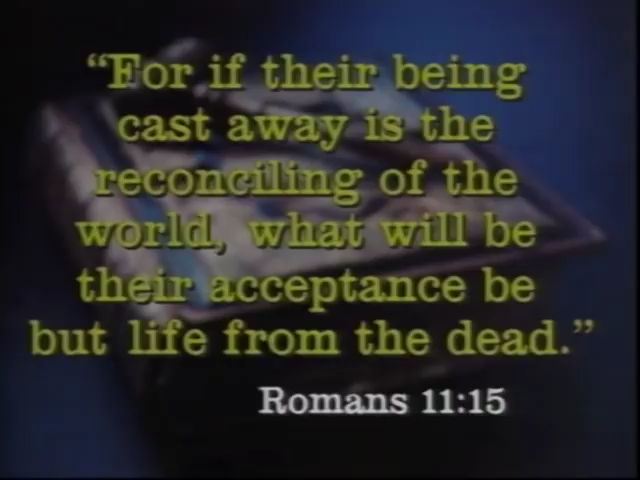 “For if their being
cast away is the
reconciling of the
world, what will be
their acceptance be
but life from the dead.”
Romans 11:15